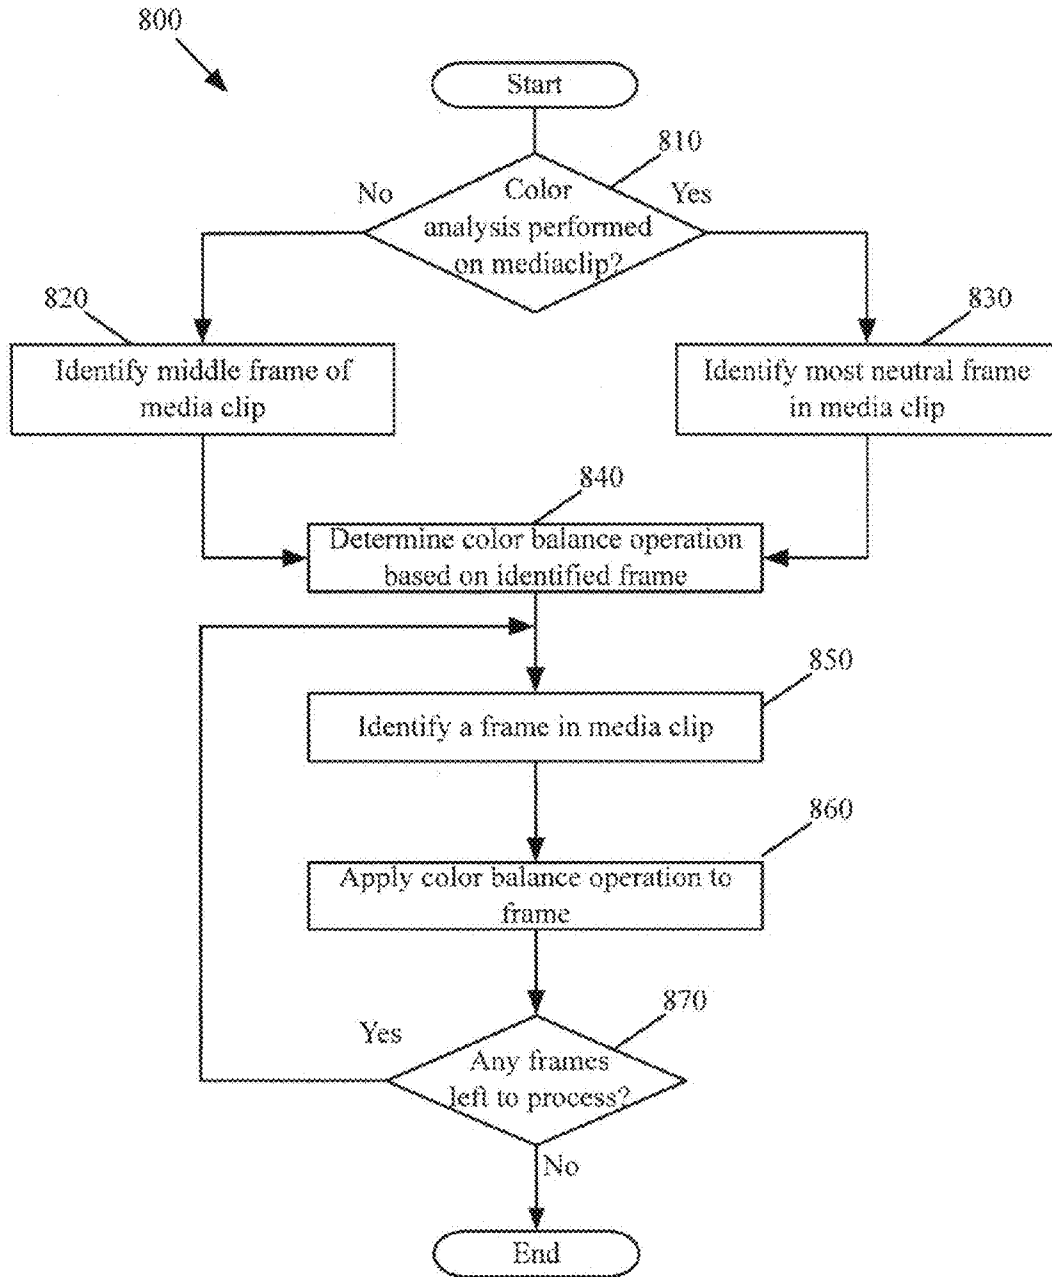 800
Start
810
No
Yes
Color
analysis performed
on mediaclip?
820
830
Identify middle frame of
media clip
Identify most neutral frame
in media clip
840
Determine color balance operation
based on identified frame
850
Identify a frame in media clip
860
Apply color balance operation to
frame
870
Yes
Any frames
left to process?
No
End